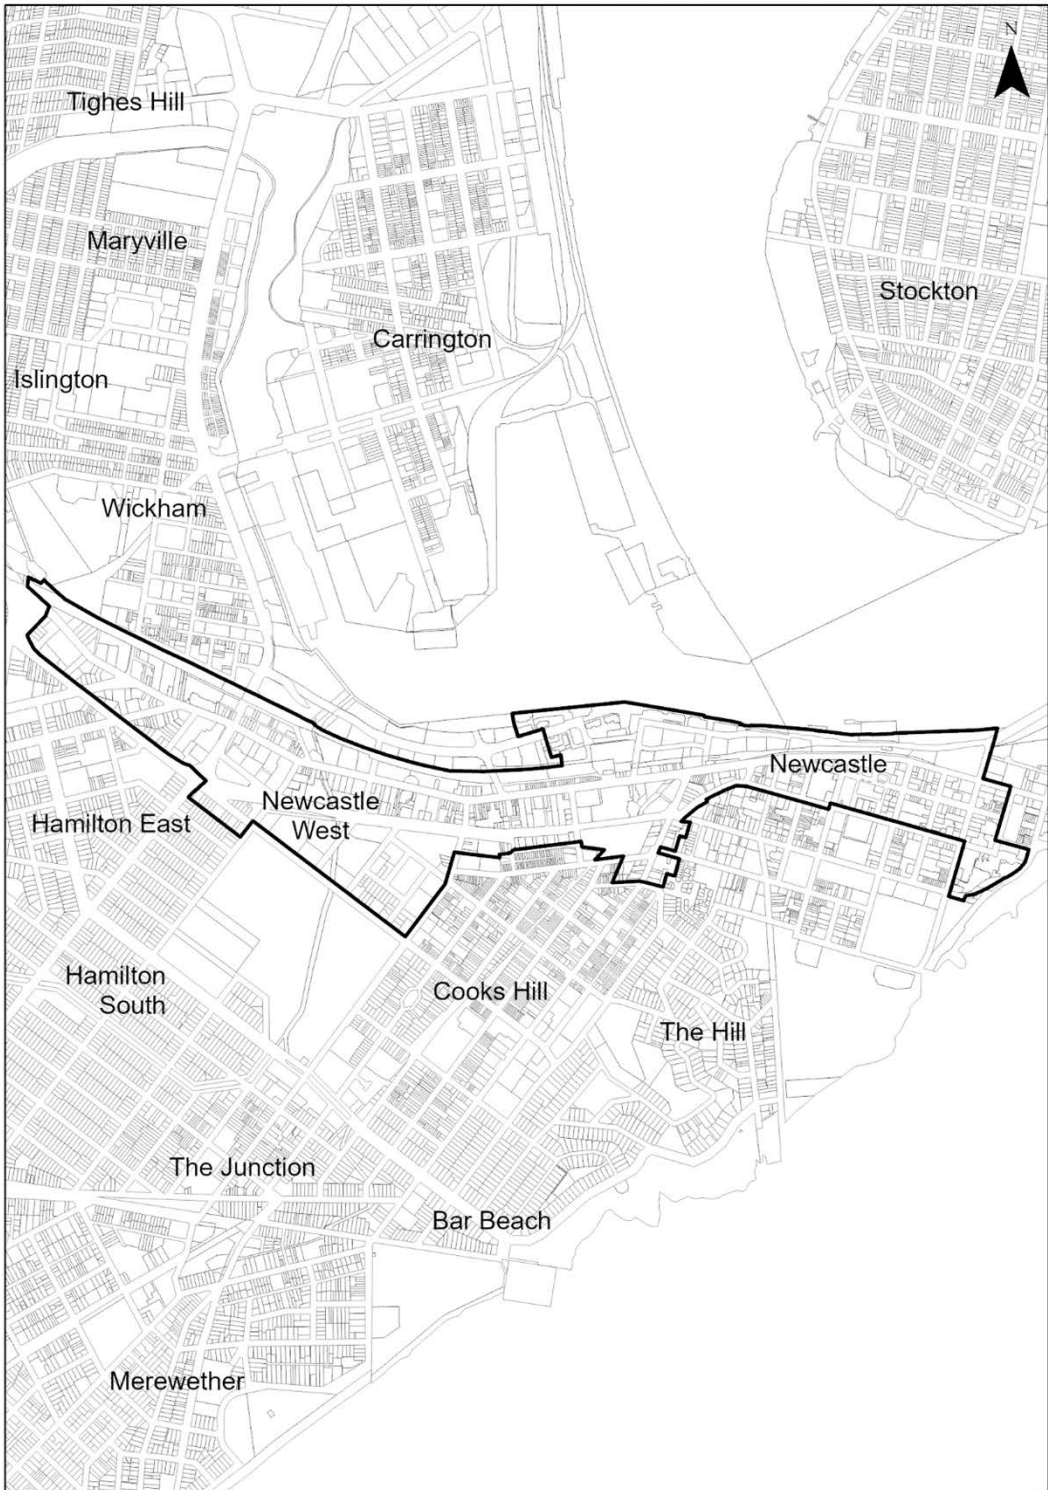 N
Tighes Hill
Maryville
Stockton
Carrington
Islington
Wickham
Newcastle
Newcastle
West
Hamilton East
Hamilton
South
Cooks Hill
The Hill
The Junction
Bar Beach
Merewether